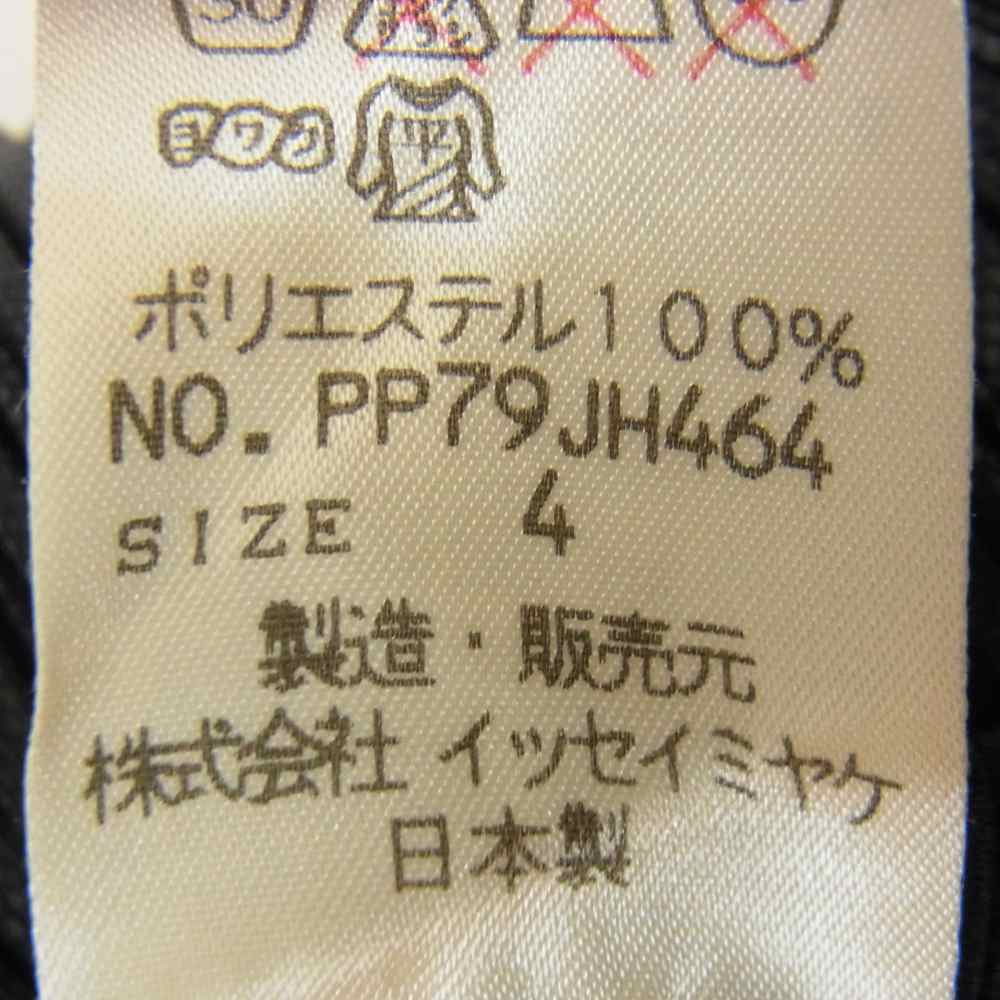 ヨワク 平
ポリエステル100%
NO. PP79JH464
SIZE 4
製造・販売元
株式会社イッセイミヤケ
日本製